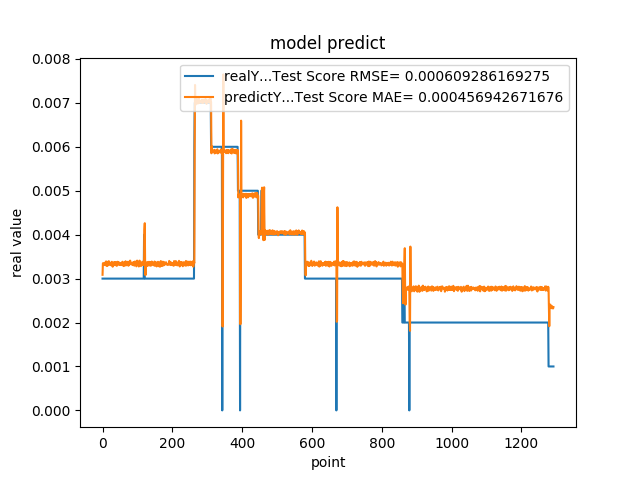 model predict
realY...Test Score RMSE= 0.000609286169275
predictY...Test Score MAE= 0.000456942671676
real value
0.008
0.007
0.006
0.005
0.004
0.003
0.002
0.001
0.000
0 200 400 600 800 1000 1200
point